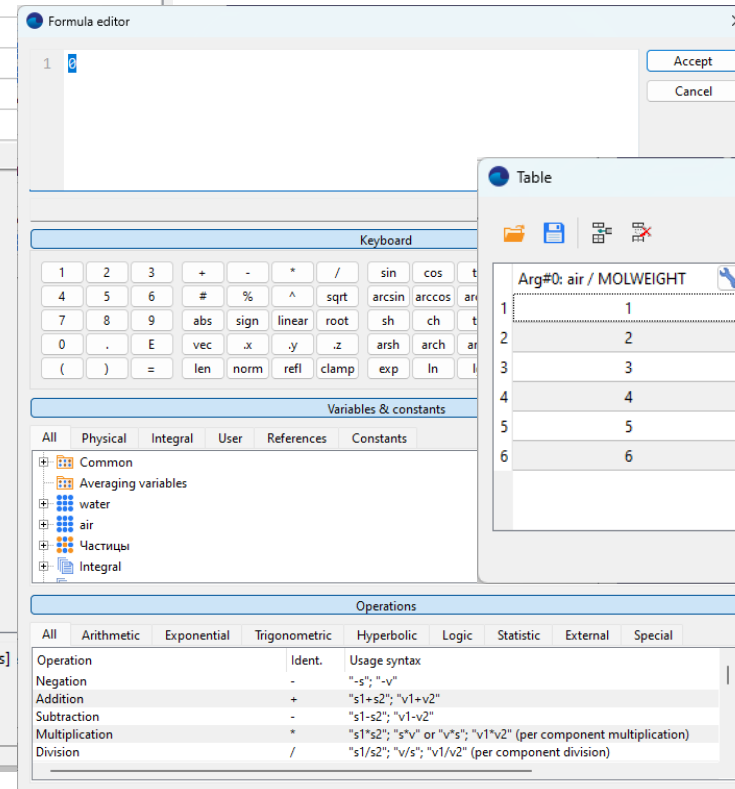 Formula editor
1 0
Accept
Cancel
Table
Keyboard
1 2 3 + - * / sin cos
4 5 6 # % ^ sqrt arcsin arccos
7 8 9 abs sign linear root sh ch
0 . E vec .x .y .z arsh arch
( ) = len norm refl clamp exp ln
Arg#0: air / MOLWEIGHT
1 1
2 2
3 3
4 4
5 5
6 6
Variables & constants
All Physical Integral User References Constants
Common
Averaging variables
water
air
Частицы
Integral
Operations
All Arithmetic Exponential Trigonometric Hyperbolic Logic Statistic External Special
s]
Operation Ident. Usage syntax
Negation - "-s"; "-v"
Addition + "s1+s2"; "v1+v2"
Subtraction - "s1-s2"; "v1-v2"
Multiplication * "s1*s2"; "s*v" or "v*s"; "v1*v2" (per component multiplication)
Division / "s1/s2"; "v/s"; "v1/v2" (per component division)